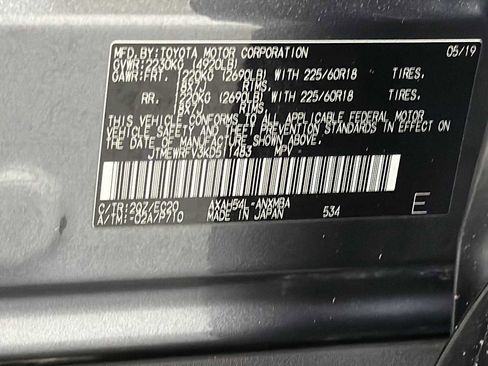 MFD. BY: TOYOTA MOTOR CORPORATION 05/19
GVWR: 2230KG (4920LB)
GAWR: FRT. 1220KG (2690LB) WITH 225/60R18 TIRES,
18X7J RIMS,
RR. 1220KG (2690LB) WITH 225/60R18 TIRES,
18X7J RIMS,
THIS VEHICLE CONFORMS TO ALL APPLICABLE FEDERAL MOTOR
VEHICLE SAFETY AND THEFT PREVENTION STANDARDS IN EFFECT ON
THE DATE OF MANUFACTURE SHOWN ABOVE.
MPV
C/TR: 207/EC20 AXAH54L-ANXMBA
A/TM: -02A/P710 MADE IN JAPAN 534 E